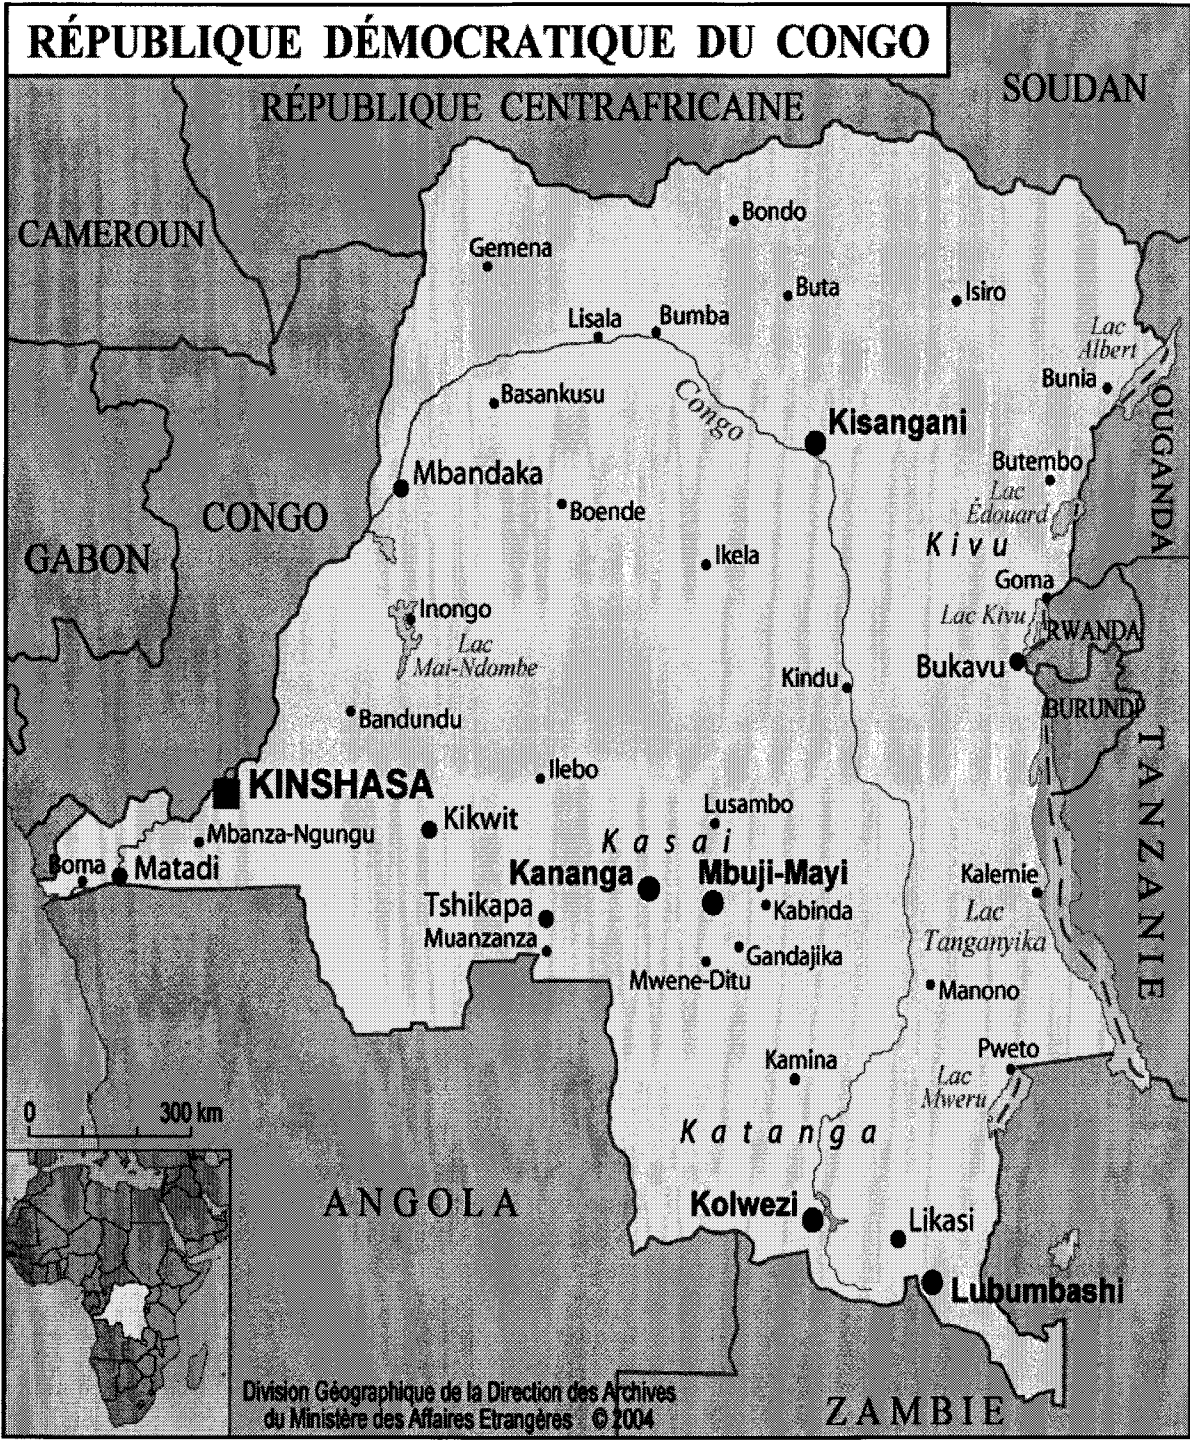 RÉPUBLIQUE DÉMOCRATIQUE DU CONGO
SOUDAN
RÉPUBLIQUE CENTRAFRICAINE
CAMEROUN
Bondo
Gemena
Buta
Isiro
Lisala
Bumba
Lac
Albert
Bunia
Basankusu
Congo
Kisangani
OUGANDA
Mbandaka
Butembo
Lac
Édouard
CONGO
Boende
GABON
Kivu
Ikela
Goma
Inongo
Lac Kivu
RWANDA
Lac
Mai-Ndombe
Bukavu
Kindu
BURUNDI
Bandundu
TANZANIE
Ilebo
KINSHASA
Lusambo
Kikwit
Mbanza-Ngungu
Kasai
Boma
Matadi
Kananga
Mbuji-Mayi
Kalemie
Tshikapa
Kabinda
Lac
Tanganyika
Muanzanza
Gandajika
Mwene-Ditu
Manono
Pweto
Kamina
Lac
Mweru
0 300 km
Katanga
ANGOLA
Kolwezi
Likasi
Lubumbashi
Division Géographique de la Direction des Archives
du Ministère des Affaires Etrangères © 2004
ZAMBIE